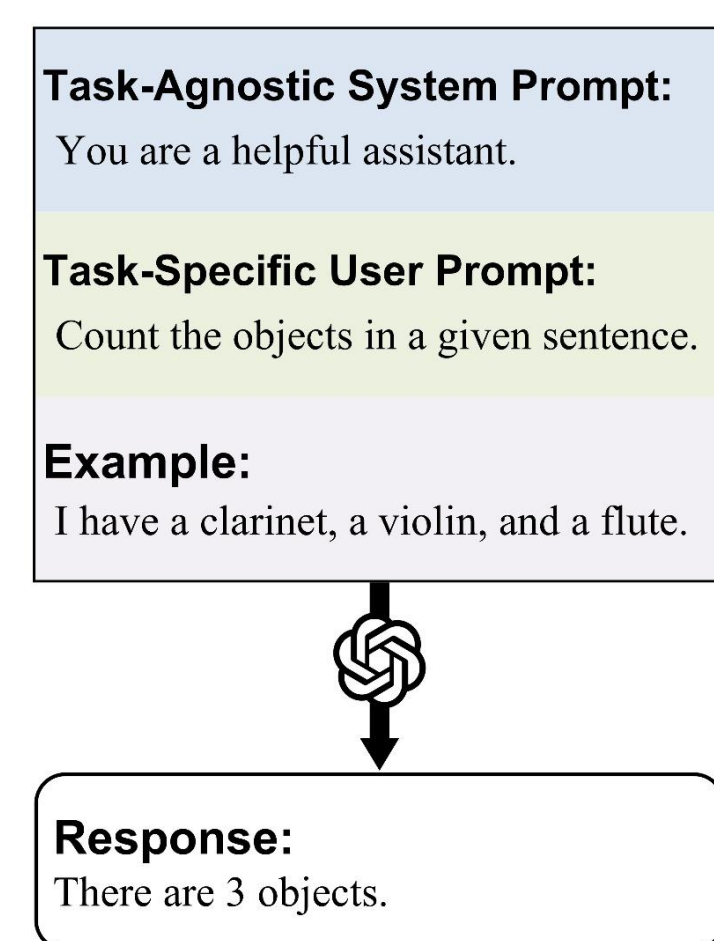 Task-Agnostic System Prompt:
You are a helpful assistant.
Task-Specific User Prompt:
Count the objects in a given sentence.
Example:
I have a clarinet, a violin, and a flute.
Response:
There are 3 objects.